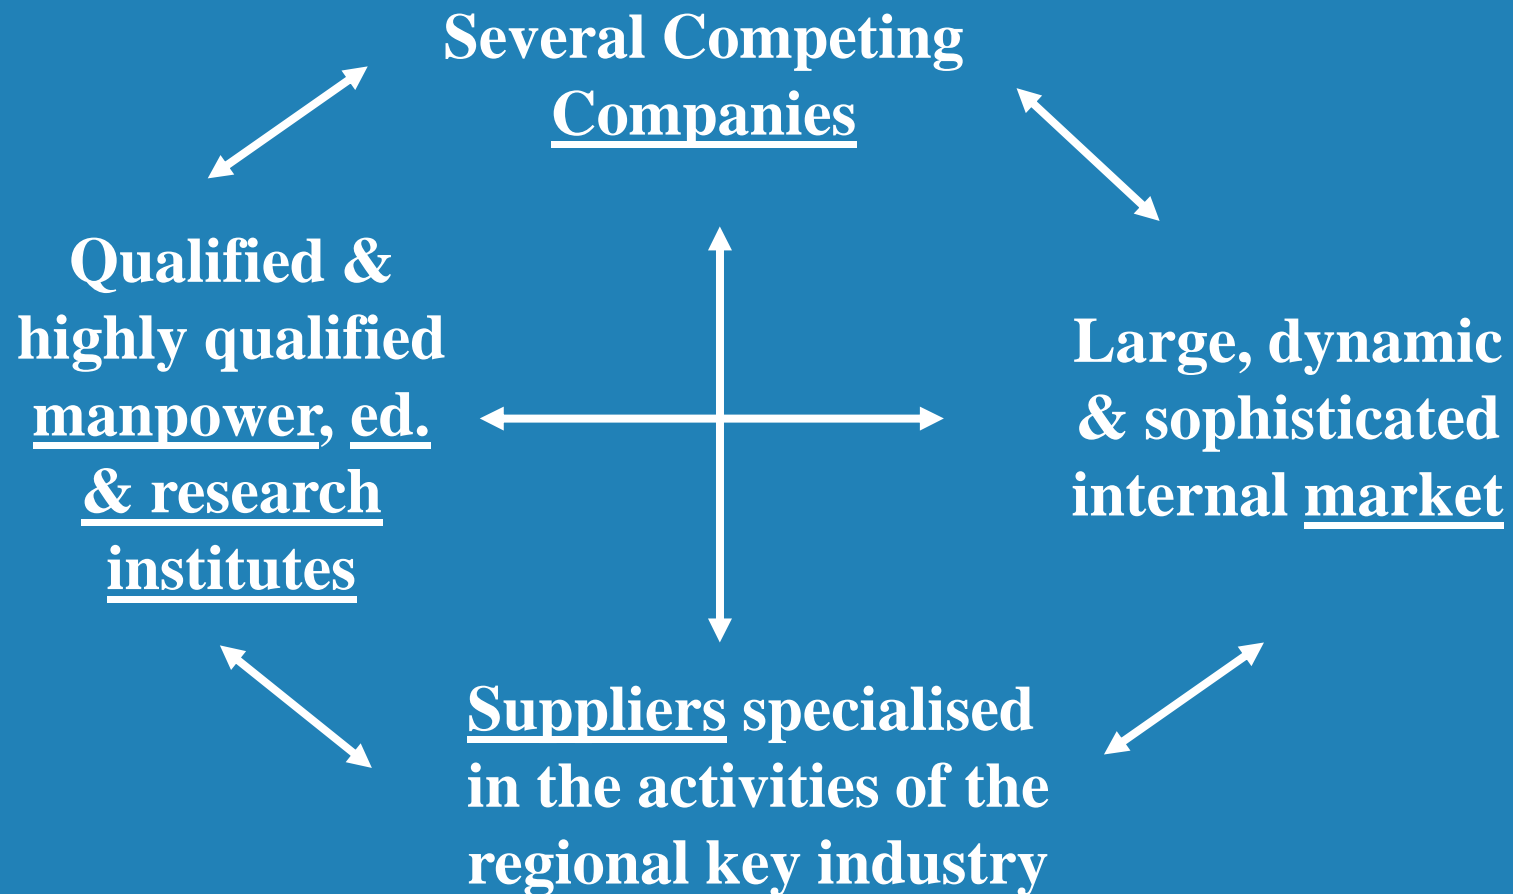 Several Competing
Companies
Qualified &
highly qualified
manpower, ed.
& research
institutes
Large, dynamic
& sophisticated
internal market
Suppliers specialised
in the activities of the
regional key industry